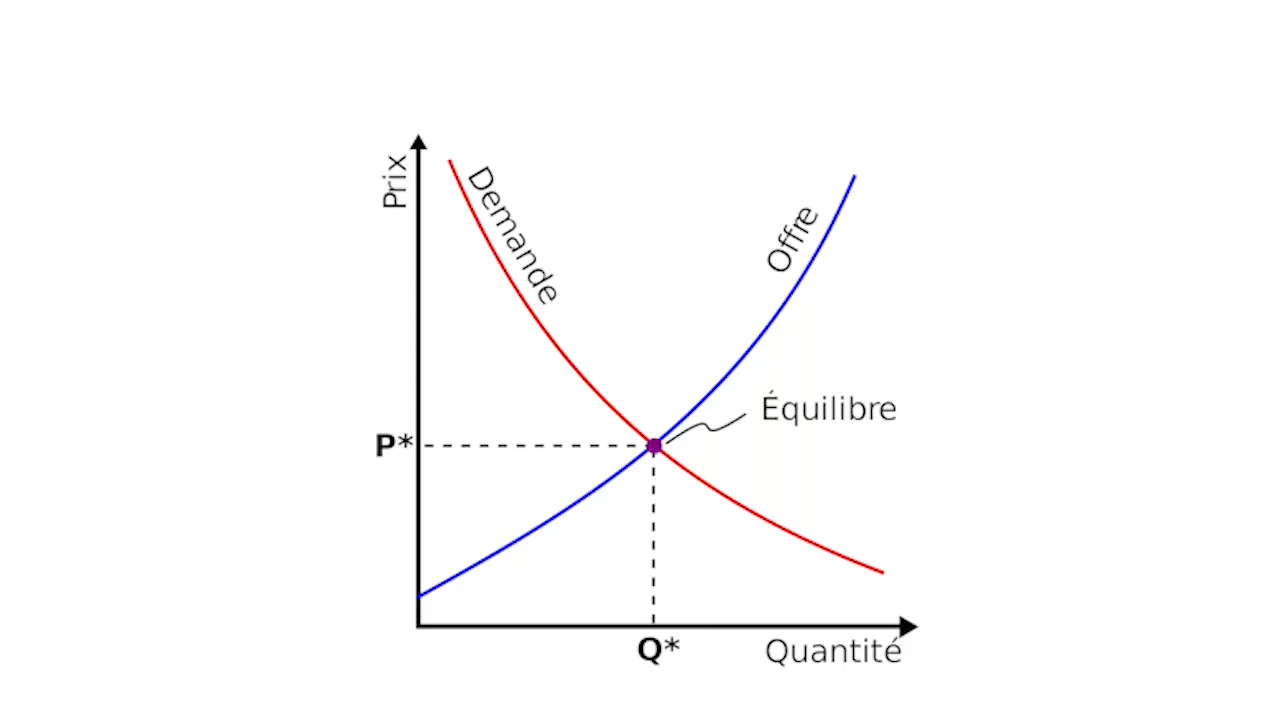 Prix
Demande
Offre
Équilibre
P*
Q*
Quantité